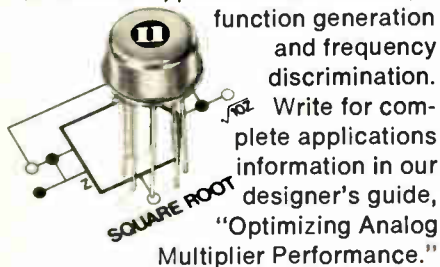 function generation
and frequency
discrimination.
Write for com-
plete applications
information in our
designer's guide,
"Optimizing Analog
Multiplier Performance."
√10Z
Z
SQUARE ROOT